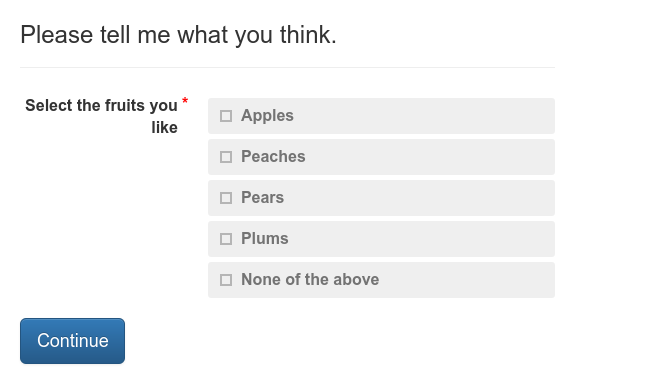 Please tell me what you think.
Select the fruits you *
like
Apples
Peaches
Pears
Plums
None of the above
Continue